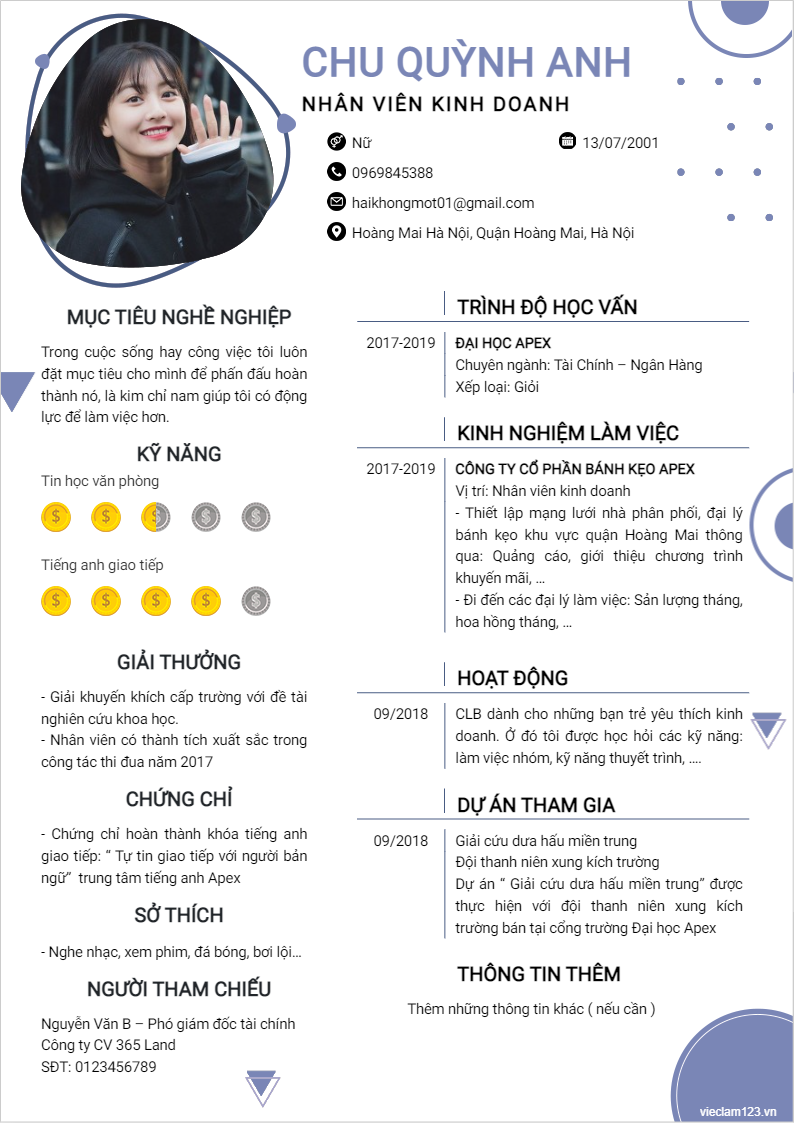 CHU QUỲNH ANH
NHÂN VIÊN KINH DOANH
Nữ
13/07/2001
0969845388
haikhongmot01@gmail.com
Hoàng Mai Hà Nội, Quận Hoàng Mai, Hà Nội
MỤC TIÊU NGHỀ NGHIỆP
Trong cuộc sống hay công việc tôi luôn
đặt mục tiêu cho mình để phấn đấu hoàn
thành nó, là kim chỉ nam giúp tôi có động
lực để làm việc hơn.
KỸ NĂNG
Tin học văn phòng
Tiếng anh giao tiếp
GIẢI THƯỞNG
- Giải khuyến khích cấp trường với đề tài
nghiên cứu khoa học.
- Nhân viên có thành tích xuất sắc trong
công tác thi đua năm 2017
CHỨNG CHỈ
- Chứng chỉ hoàn thành khóa tiếng anh
giao tiếp: “ Tự tin giao tiếp với người bản
ngữ” trung tâm tiếng anh Apex
SỞ THÍCH
- Nghe nhạc, xem phim, đá bóng, bơi lội…
NGƯỜI THAM CHIẾU
Nguyễn Văn B – Phó giám đốc tài chính
Công ty CV 365 Land
SĐT: 0123456789
TRÌNH ĐỘ HỌC VẤN
2017-2019
ĐẠI HỌC APEX
Chuyên ngành: Tài Chính – Ngân Hàng
Xếp loại: Giỏi
KINH NGHIỆM LÀM VIỆC
2017-2019
CÔNG TY CỔ PHẦN BÁNH KẸO APEX
Vị trí: Nhân viên kinh doanh
- Thiết lập mạng lưới nhà phân phối, đại lý
bánh kẹo khu vực quận Hoàng Mai thông
qua: Quảng cáo, giới thiệu chương trình
khuyến mãi, …
- Đi đến các đại lý làm việc: Sản lượng tháng,
hoa hồng tháng, …
HOẠT ĐỘNG
09/2018
CLB dành cho những bạn trẻ yêu thích kinh
doanh. Ở đó tôi được học hỏi các kỹ năng:
làm việc nhóm, kỹ năng thuyết trình, ….
DỰ ÁN THAM GIA
09/2018
Giải cứu dưa hấu miền trung
Đội thanh niên xung kích trường
Dự án “ Giải cứu dưa hấu miền trung” được
thực hiện với đội thanh niên xung kích
trường bán tại cổng trường Đại học Apex
THÔNG TIN THÊM
Thêm những thông tin khác ( nếu cần )
vieclam123.vn